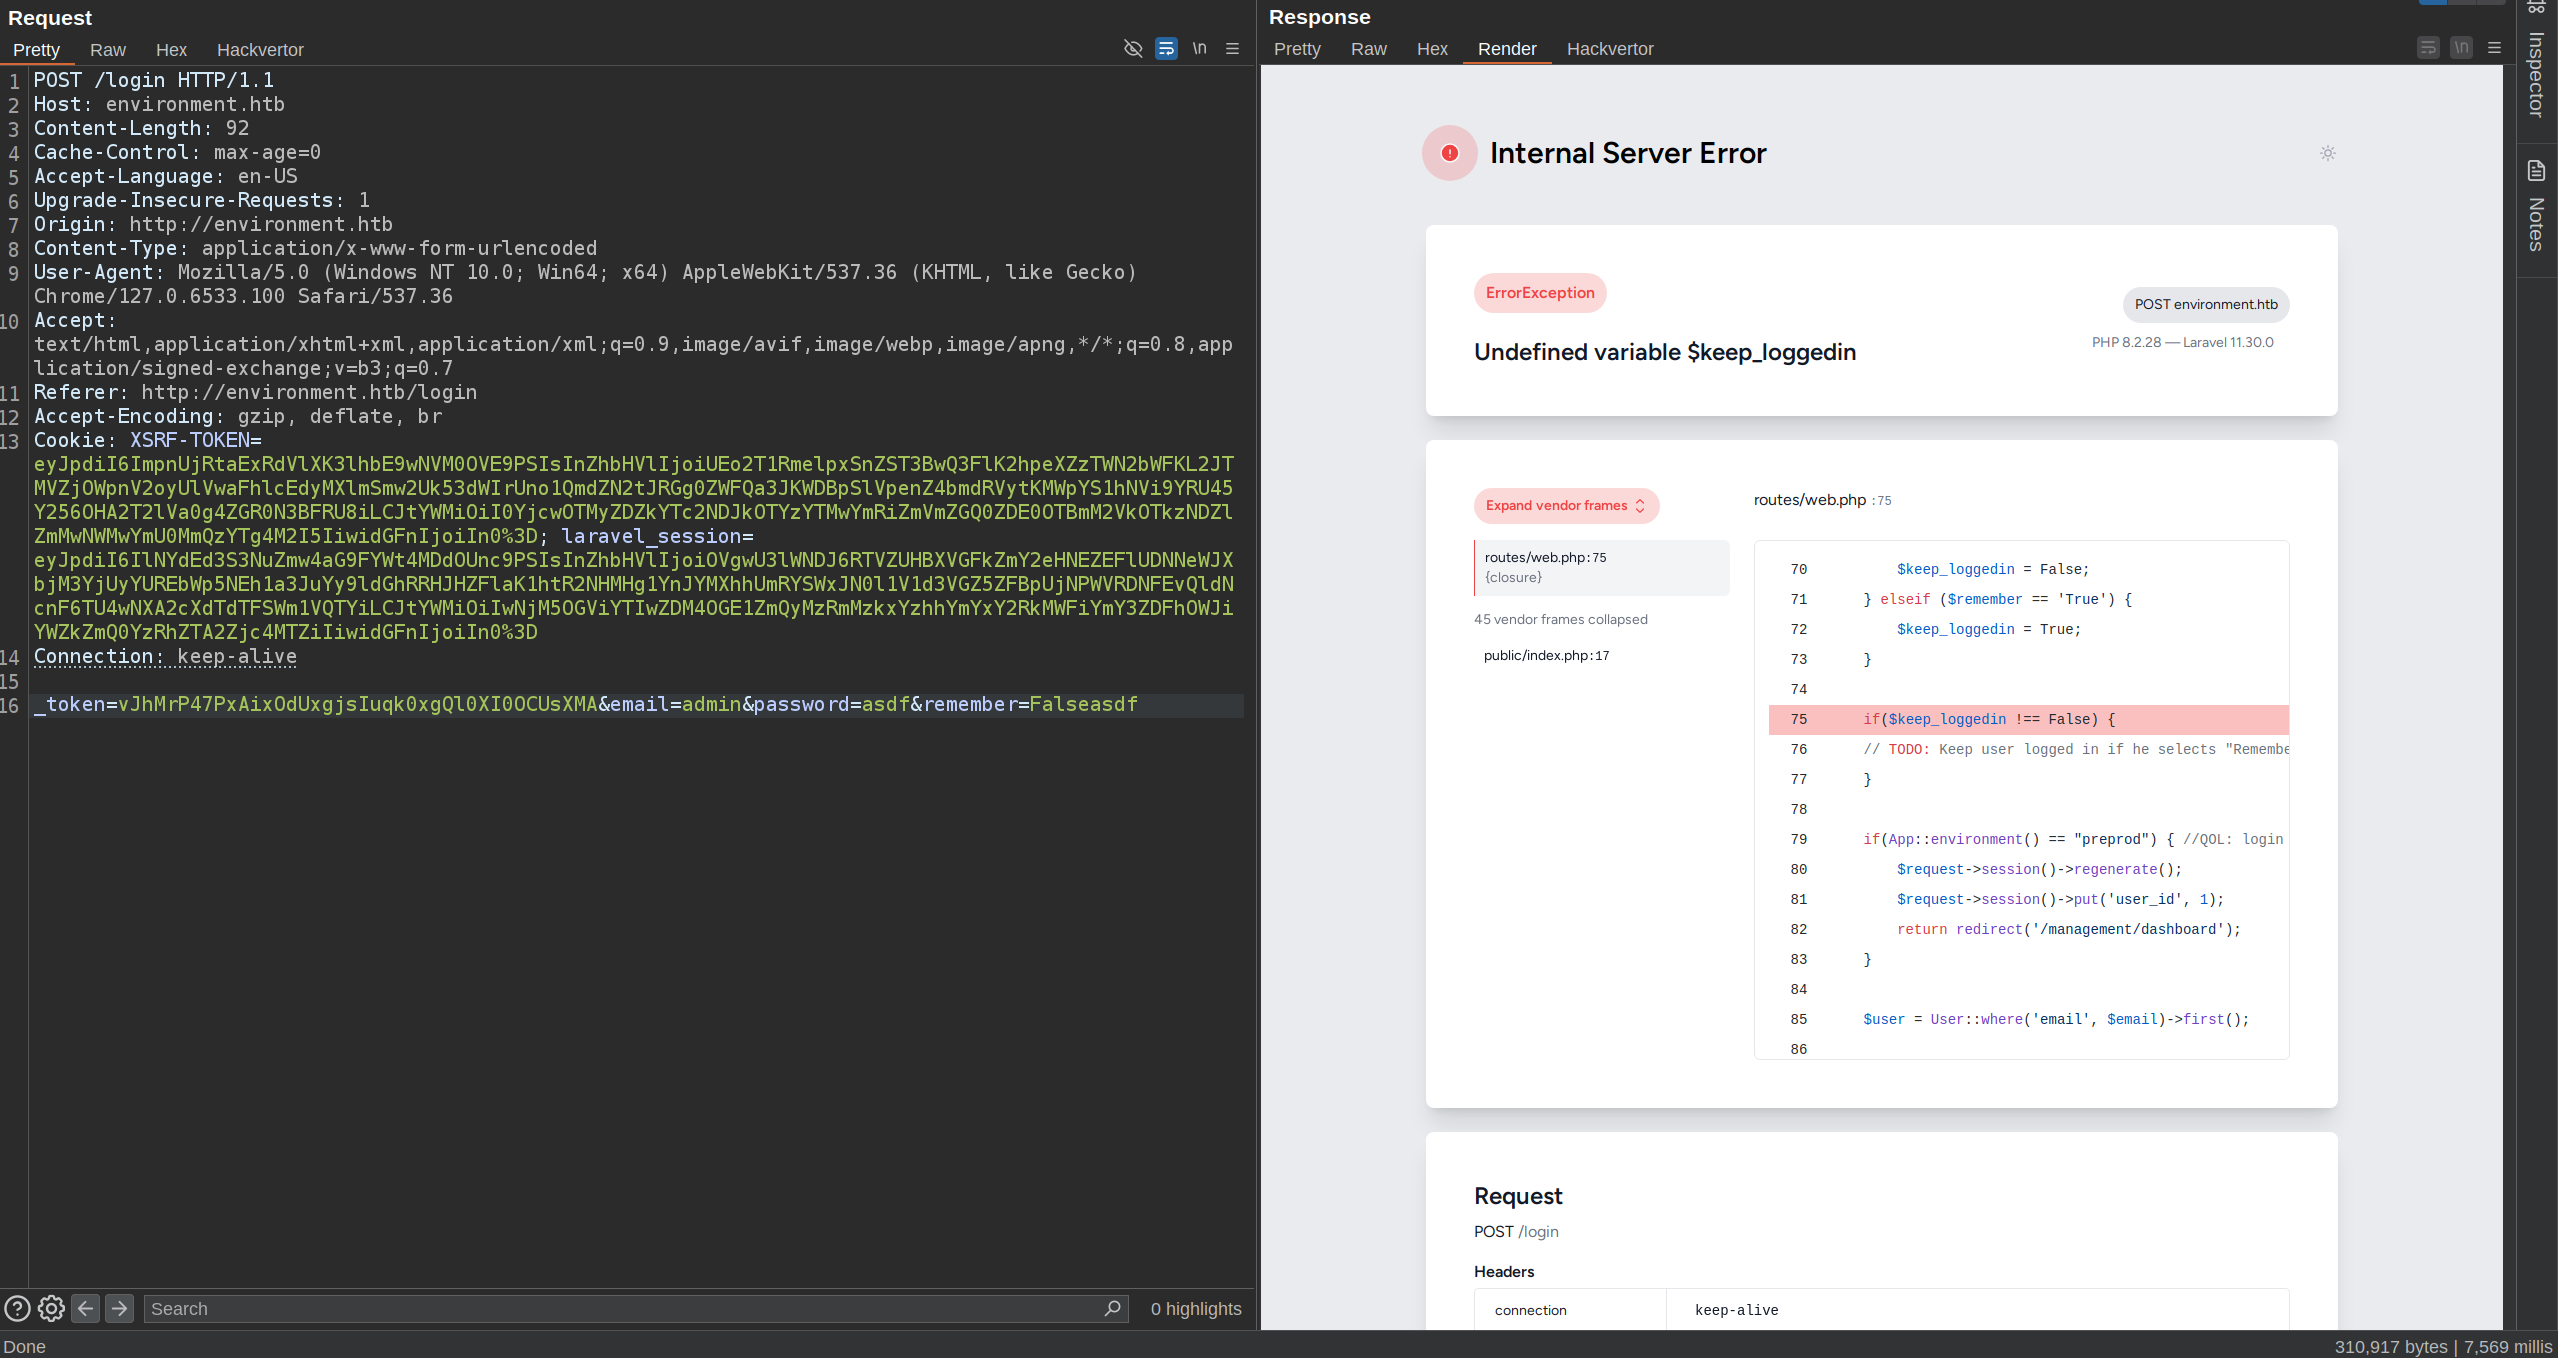 Request
Pretty Raw Hex Hackvertor \n
1 POST /login HTTP/1.1
2 Host: environment.htb
3 Content-Length: 92
4 Cache-Control: max-age=0
5 Accept-Language: en-US
6 Upgrade-Insecure-Requests: 1
7 Origin: http://environment.htb
8 Content-Type: application/x-www-form-urlencoded
9 User-Agent: Mozilla/5.0 (Windows NT 10.0; Win64; x64) AppleWebKit/537.36 (KHTML, like Gecko)
Chrome/127.0.6533.100 Safari/537.36
10 Accept:
text/html,application/xhtml+xml,application/xml;q=0.9,image/avif,image/webp,image/apng,*/*;q=0.8,app
lication/signed-exchange;v=b3;q=0.7
11 Referer: http://environment.htb/login
12 Accept-Encoding: gzip, deflate, br
13 Cookie: XSRF-TOKEN=
; laravel_session=
14 Connection: keep-alive
15
16 _token=vJhMrP47PxAixOdUxgjsIuqk0xgQl0XI0OCUsXMA&email=admin&password=asdf&remember=Falseasdf
Search
0 highlights
Done
Response
Pretty Raw Hex Render Hackvertor \n
Internal Server Error
ErrorException
POST environment.htb
Undefined variable $keep_loggedin
PHP 8.2.28 — Laravel 11.30.0
Expand vendor frames
routes/web.php:75
{closure}
45 vendor frames collapsed
public/index.php:17
routes/web.php :75
70 $keep_loggedin = False;
71 } elseif ($remember == 'True') {
72 $keep_loggedin = True;
73 }
74
75 if($keep_loggedin !== False) {
76 // TODO: Keep user logged in if he selects "Remembe
77 }
78
79 if(App::environment() == "preprod") { //QOL: login
80 $request->session()->regenerate();
81 $request->session()->put('user_id', 1);
82 return redirect('/management/dashboard');
83 }
84
85 $user = User::where('email', $email)->first();
86
Request
POST /login
Headers
connection keep-alive
Inspector
Notes
310,917 bytes | 7,569 millis